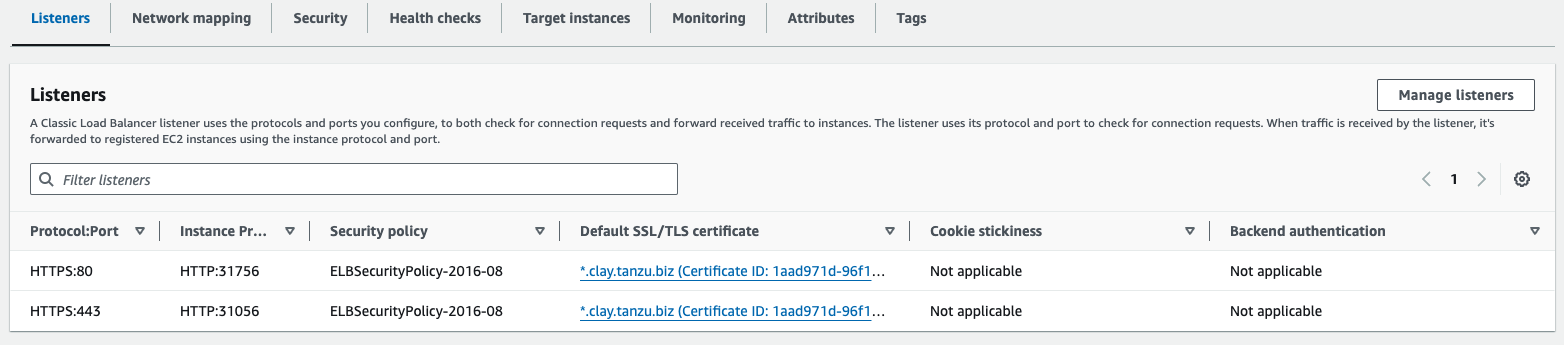 Listeners
Network mapping
Security
Health checks
Target instances
Monitoring
Attributes
Tags
Listeners
Manage listeners
A Classic Load Balancer listener uses the protocols and ports you configure, to both check for connection requests and forward received traffic to instances. The listener uses its protocol and port to check for connection requests. When traffic is received by the listener, it's
forwarded to registered EC2 instances using the instance protocol and port.
Filter listeners
1
Protocol:Port Instance Pr... Security policy Default SSL/TLS certificate Cookie stickiness Backend authentication
HTTPS:80 HTTP:31756 ELBSecurityPolicy-2016-08 *.clay.tanzu.biz (Certificate ID: 1aad971d-96f1... Not applicable Not applicable
HTTPS:443 HTTP:31056 ELBSecurityPolicy-2016-08 *.clay.tanzu.biz (Certificate ID: 1aad971d-96f1... Not applicable Not applicable